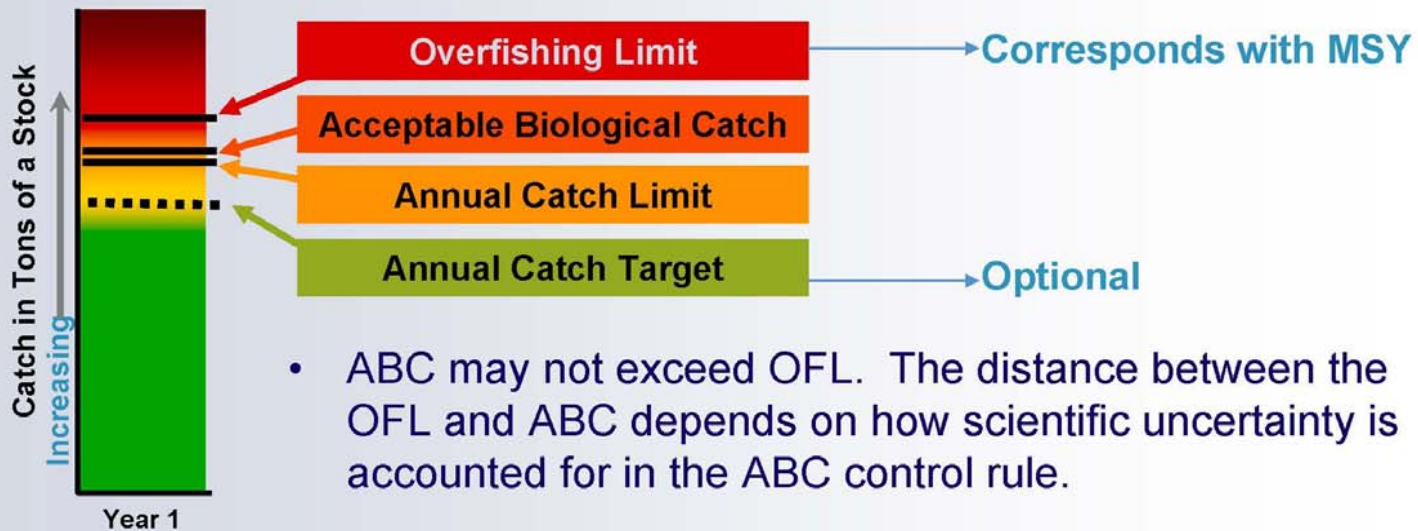 Catch in Tons of a Stock
Increasing
Year 1
Overfishing Limit
Corresponds with MSY
Acceptable Biological Catch
Annual Catch Limit
Annual Catch Target
Optional
• ABC may not exceed OFL. The distance between the
OFL and ABC depends on how scientific uncertainty is
accounted for in the ABC control rule.